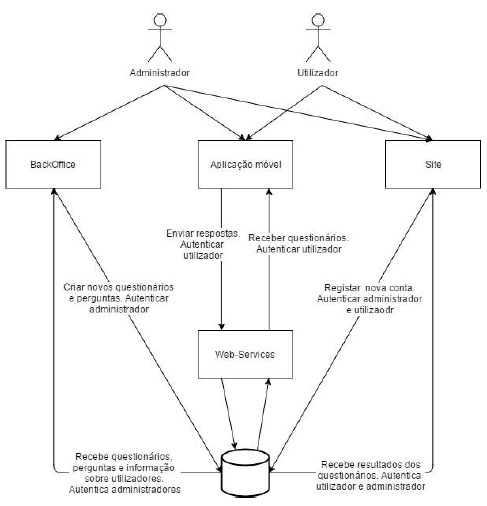 Administrador
Utilizador
BackOffice
Aplicação móvel
Site
Enviar respostas.
Autenticar
utilizador
Receber questionários.
Autenticar utilizador
Criar novos questionários
e perguntas. Autenticar
administrador
Registar nova conta.
Autenticar administrador
e utilizaodr
Web-Services
Recebe questionários,
perguntas e informação
sobre utilizadores.
Autentica administradores
Recebe resultados dos
questionários. Autentica
utilizador e administrador